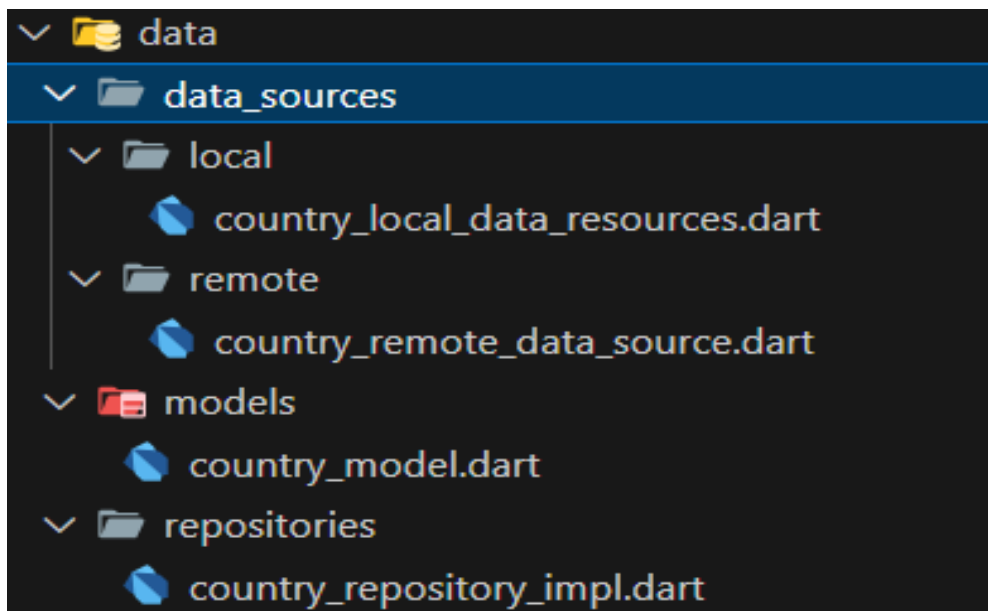 data
data_sources
local
country_local_data_resources.dart
remote
country_remote_data_source.dart
models
country_model.dart
repositories
country_repository_impl.dart